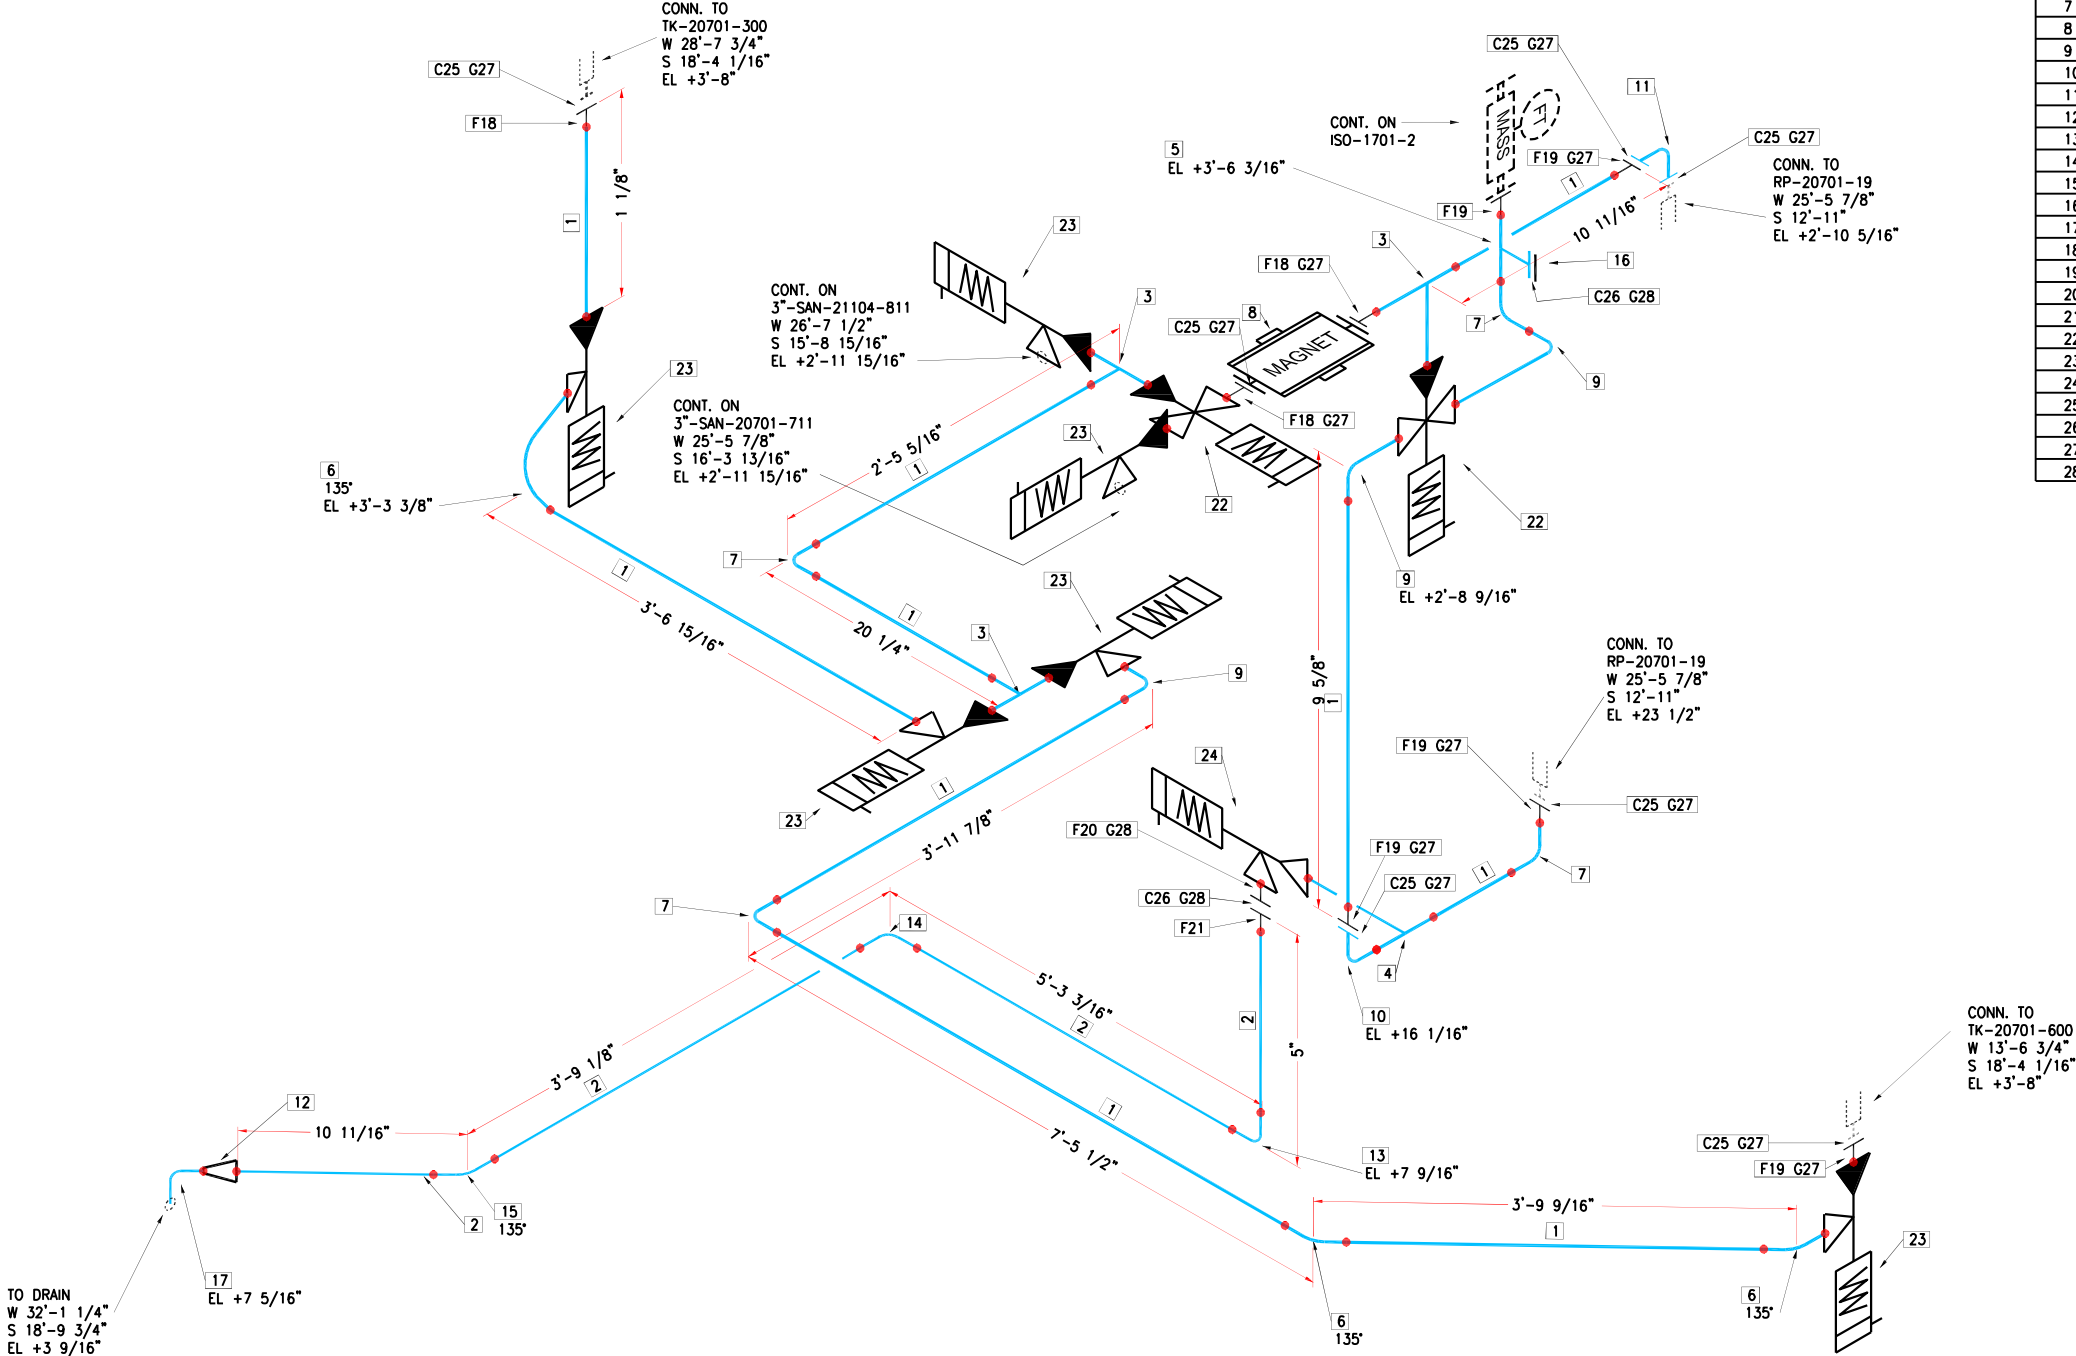 CONN. TO
TK-20701-300
W 28'-7 3/4"
S 18'-4 1/16"
EL +3'-8"
C25 G27
F18
1 1/8"
1
23
6
135°
EL +3'-3 3/8"
1
3'-6 15/16"
23
CONT. ON
3"-SAN-21104-811
W 26'-7 1/2"
S 15'-8 15/16"
EL +2'-11 15/16"
3
CONT. ON
3"-SAN-20701-711
W 25'-5 7/8"
S 16'-3 13/16"
EL +2'-11 15/16"
2'-5 5/16"
1
23
22
7
1
20 1/4"
3
23
9
23
C25 G27
8
MAGNET
F18 G27
F18 G27
3
5
EL +3'-6 3/16"
CONT. ON
ISO-1701-2
MASS
FT
F19
C25 G27
11
F19 G27
1
C25 G27
CONN. TO
RP-20701-19
W 25'-5 7/8"
S 12'-11"
EL +2'-10 5/16"
10 11/16"
16
C26 G28
7
9
22
9
EL +2'-8 9/16"
9 5/8"
1
CONN. TO
RP-20701-19
W 25'-5 7/8"
S 12'-11"
EL +23 1/2"
F19 G27
C25 G27
7
1
F19 G27
C25 G27
4
10
EL +16 1/16"
24
F20 G28
C26 G28
F21
2
5"
13
EL +7 9/16"
1
3'-11 7/8"
7
14
5'-3 3/16"
2
3'-9 1/8"
2
1
7'-5 1/2"
12
10 11/16"
2
15
135°
17
EL +7 5/16"
TO DRAIN
W 32'-1 1/4"
S 18'-9 3/4"
EL +3 9/16"
6
135°
3'-9 9/16"
1
6
135°
23
C25 G27
F19 G27
CONN. TO
TK-20701-600
W 13'-6 3/4"
S 18'-4 1/16"
EL +3'-8"
7
8
9